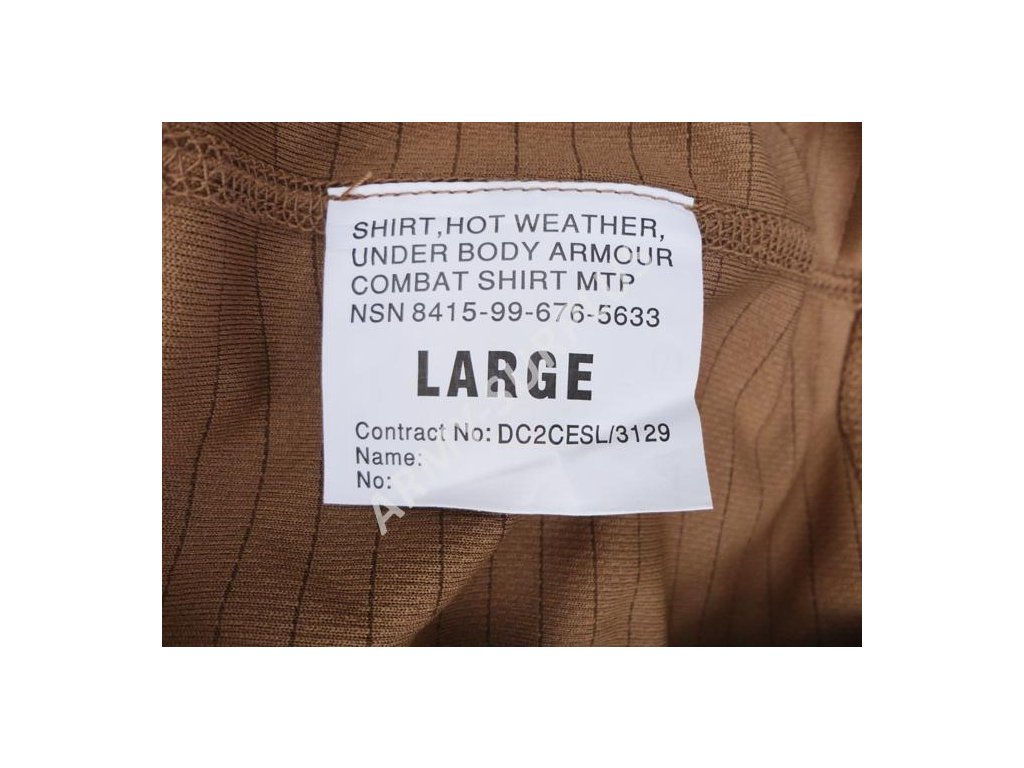 SHIRT,HOT WEATHER,
UNDER BODY ARMOUR
COMBAT SHIRT MTP
NSN 8415-99-676-5633
LARGE
Contract No: DC2CESL/3129
Name:
No: